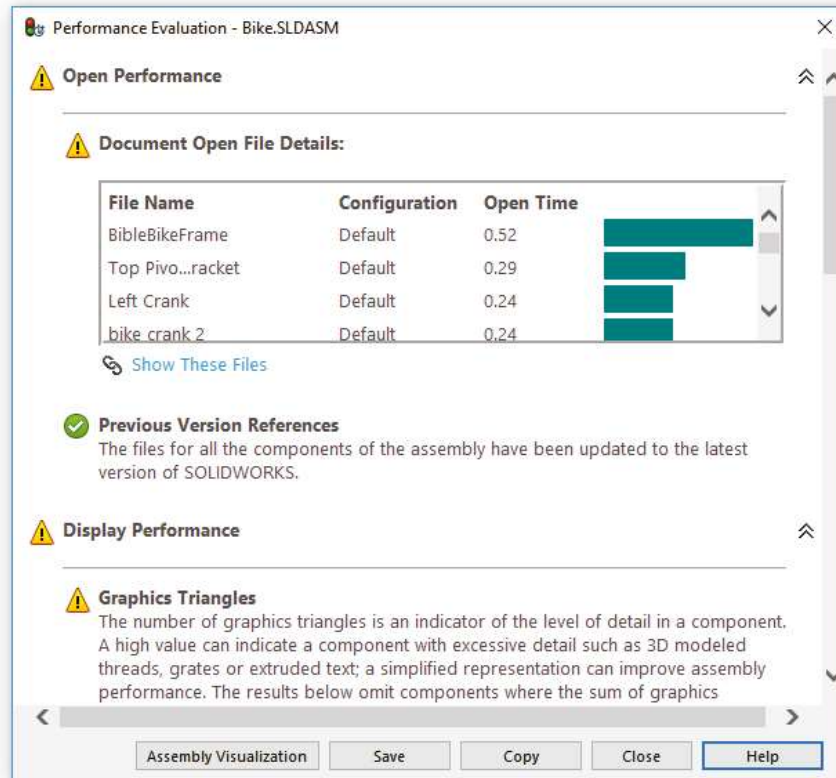 Performance Evaluation - Bike.SLDASM
Open Performance
Document Open File Details:
File Name Configuration Open Time
BibleBikeFrame Default 0.52
Top Pivo...racket Default 0.29
Left Crank Default 0.24
bike crank 2 Default 0.24
Show These Files
Previous Version References
The files for all the components of the assembly have been updated to the latest
version of SOLIDWORKS.
Display Performance
Graphics Triangles
The number of graphics triangles is an indicator of the level of detail in a component.
A high value can indicate a component with excessive detail such as 3D modeled
threads, grates or extruded text; a simplified representation can improve assembly
performance. The results below omit components where the sum of graphics
Assembly Visualization Save Copy Close Help